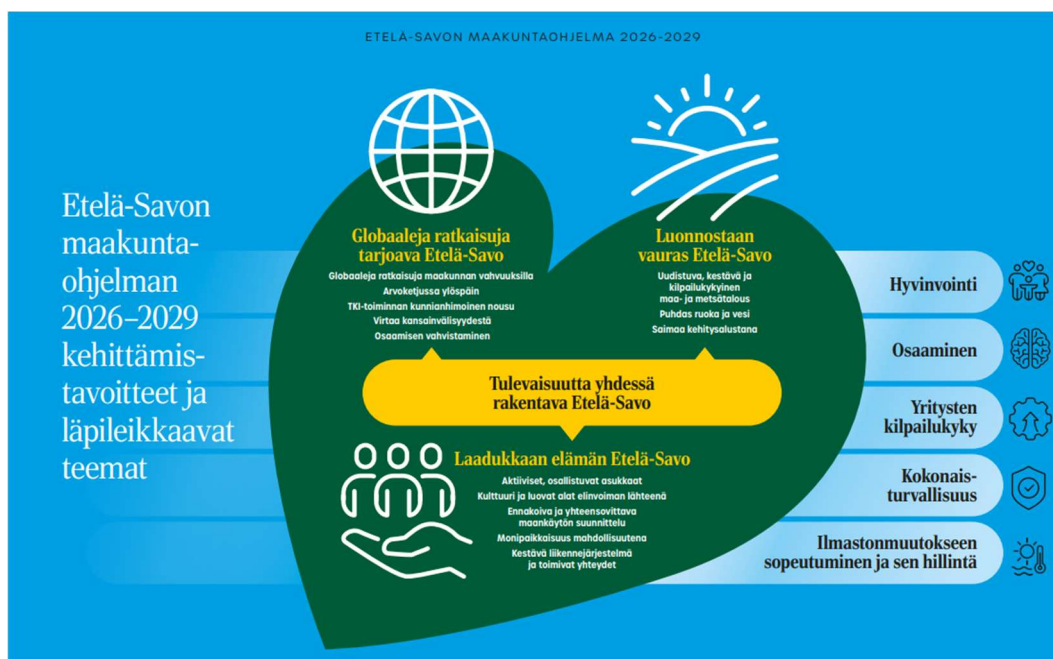 ETELÄ-SAVON MAAKUNTAOHJELMA 2026-2029
Etelä-Savon
maakunta-
ohjelman
2026–2029
kehittämis-
tavoitteet ja
läpileikkaavat
teemat
Globaaleja ratkaisuja
tarjoava Etelä-Savo
Globaaleja ratkaisuja maakunnan vahvuuksilla
Arvoketjussa ylöspäin
TKI-toiminnan kunnianhimoinen nousu
Virtaa kansainvälisyydestä
Osaamisen vahvistaminen
Luonnostaan
vauras Etelä-Savo
Uudistuva, kestävä ja
kilpailukykyinen
maa- ja metsätalous
Puhdas ruoka ja vesi
Saimaa kehitysalustana
Tulevaisuutta yhdessä
rakentava Etelä-Savo
Laadukkaan elämän Etelä-Savo
Aktiiviset, osallistuvat asukkaat
Kulttuuri ja luovat alat elinvoiman lähteenä
Ennakoiva ja yhteensovittava
maankäytön suunnittelu
Monipaikkaisuus mahdollisuutena
Kestävä liikennejärjestelmä
ja toimivat yhteydet
Hyvinvointi
Osaaminen
Yritysten
kilpailukyky
Kokonais-
turvallisuus
Ilmastonmuutokseen
sopeutuminen ja sen hillintä